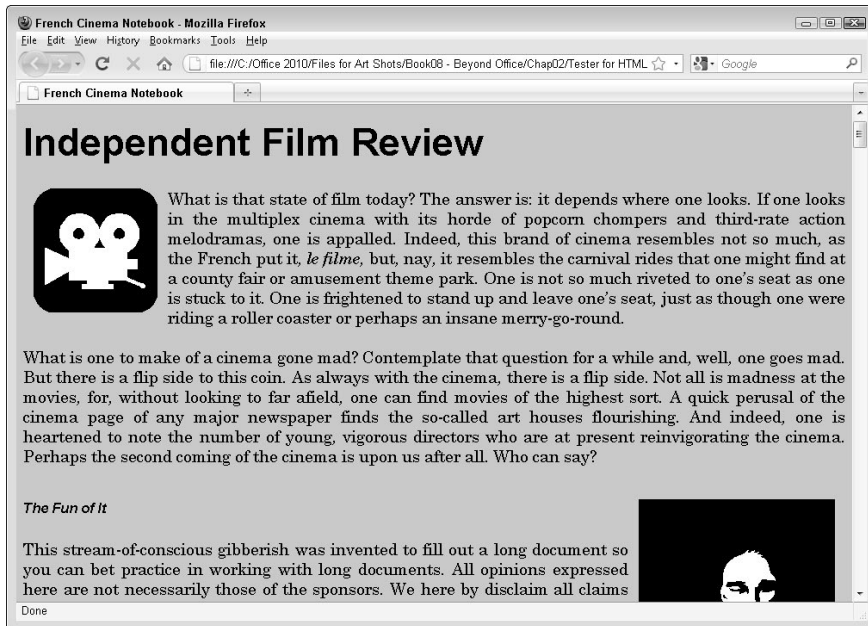 French Cinema Notebook - Mozilla Firefox
File Edit View History Bookmarks Tools Help
file:///C:/Office 2010/Files for Art Shots/Book08 - Beyond Office/Chap02/Tester for HTML
Google
French Cinema Notebook
Independent Film Review
What is that state of film today? The answer is: it depends where one looks. If one looks
in the multiplex cinema with its horde of popcorn chompers and third-rate action
melodramas, one is appalled. Indeed, this brand of cinema resembles not so much, as
the French put it, le filme, but, nay, it resembles the carnival rides that one might find at
a county fair or amusement theme park. One is not so much riveted to one's seat as one
is stuck to it. One is frightened to stand up and leave one's seat, just as though one were
riding a roller coaster or perhaps an insane merry-go-round.
What is one to make of a cinema gone mad? Contemplate that question for a while and, well, one goes mad.
But there is a flip side to this coin. As always with the cinema, there is a flip side. Not all is madness at the
movies, for, without looking to far afield, one can find movies of the highest sort. A quick perusal of the
cinema page of any major newspaper finds the so-called art houses flourishing. And indeed, one is
heartened to note the number of young, vigorous directors who are at present reinvigorating the cinema.
Perhaps the second coming of the cinema is upon us after all. Who can say?
The Fun of It
This stream-of-conscious gibberish was invented to fill out a long document so
you can bet practice in working with long documents. All opinions expressed
here are not necessarily those of the sponsors. We here by disclaim all claims
Done